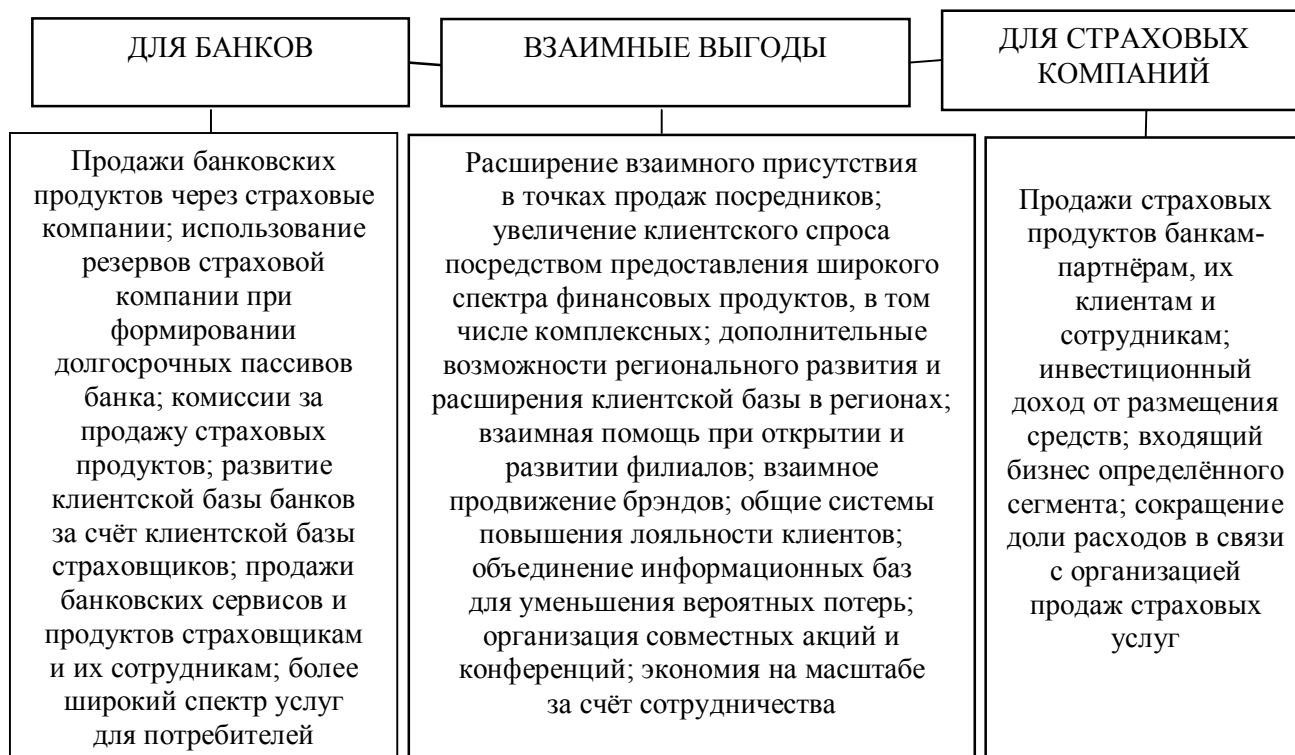 ДЛЯ БАНКОВ
ВЗАИМНЫЕ ВЫГОДЫ
ДЛЯ СТРАХОВЫХ
КОМПАНИЙ
Продажи банковских
продуктов через страховые
компании; использование
резервов страховой
компании при
формировании
долгосрочных пассивов
банка; комиссии за
продажу страховых
продуктов; развитие
клиентской базы банков
за счёт клиентской базы
страховщиков; продажи
банковских сервисов и
продуктов страховщикам
и их сотрудникам; более
широкий спектр услуг
для потребителей
Расширение взаимного присутствия
в точках продаж посредников;
увеличение клиентского спроса
посредством предоставления широкого
спектра финансовых продуктов, в том
числе комплексных; дополнительные
возможности регионального развития и
расширения клиентской базы в регионах;
взаимная помощь при открытии и
развитии филиалов; взаимное
продвижение брэндов; общие системы
повышения лояльности клиентов;
объединение информационных баз
для уменьшения вероятных потерь;
организация совместных акций и
конференций; экономия на масштабе
за счёт сотрудничества
Продажи страховых
продуктов банкам-
партнёрам, их
клиентам и
сотрудникам;
инвестиционный
доход от размещения
средств; входящий
бизнес определённого
сегмента; сокращение
доли расходов в связи
с организацией
продаж страховых
услуг